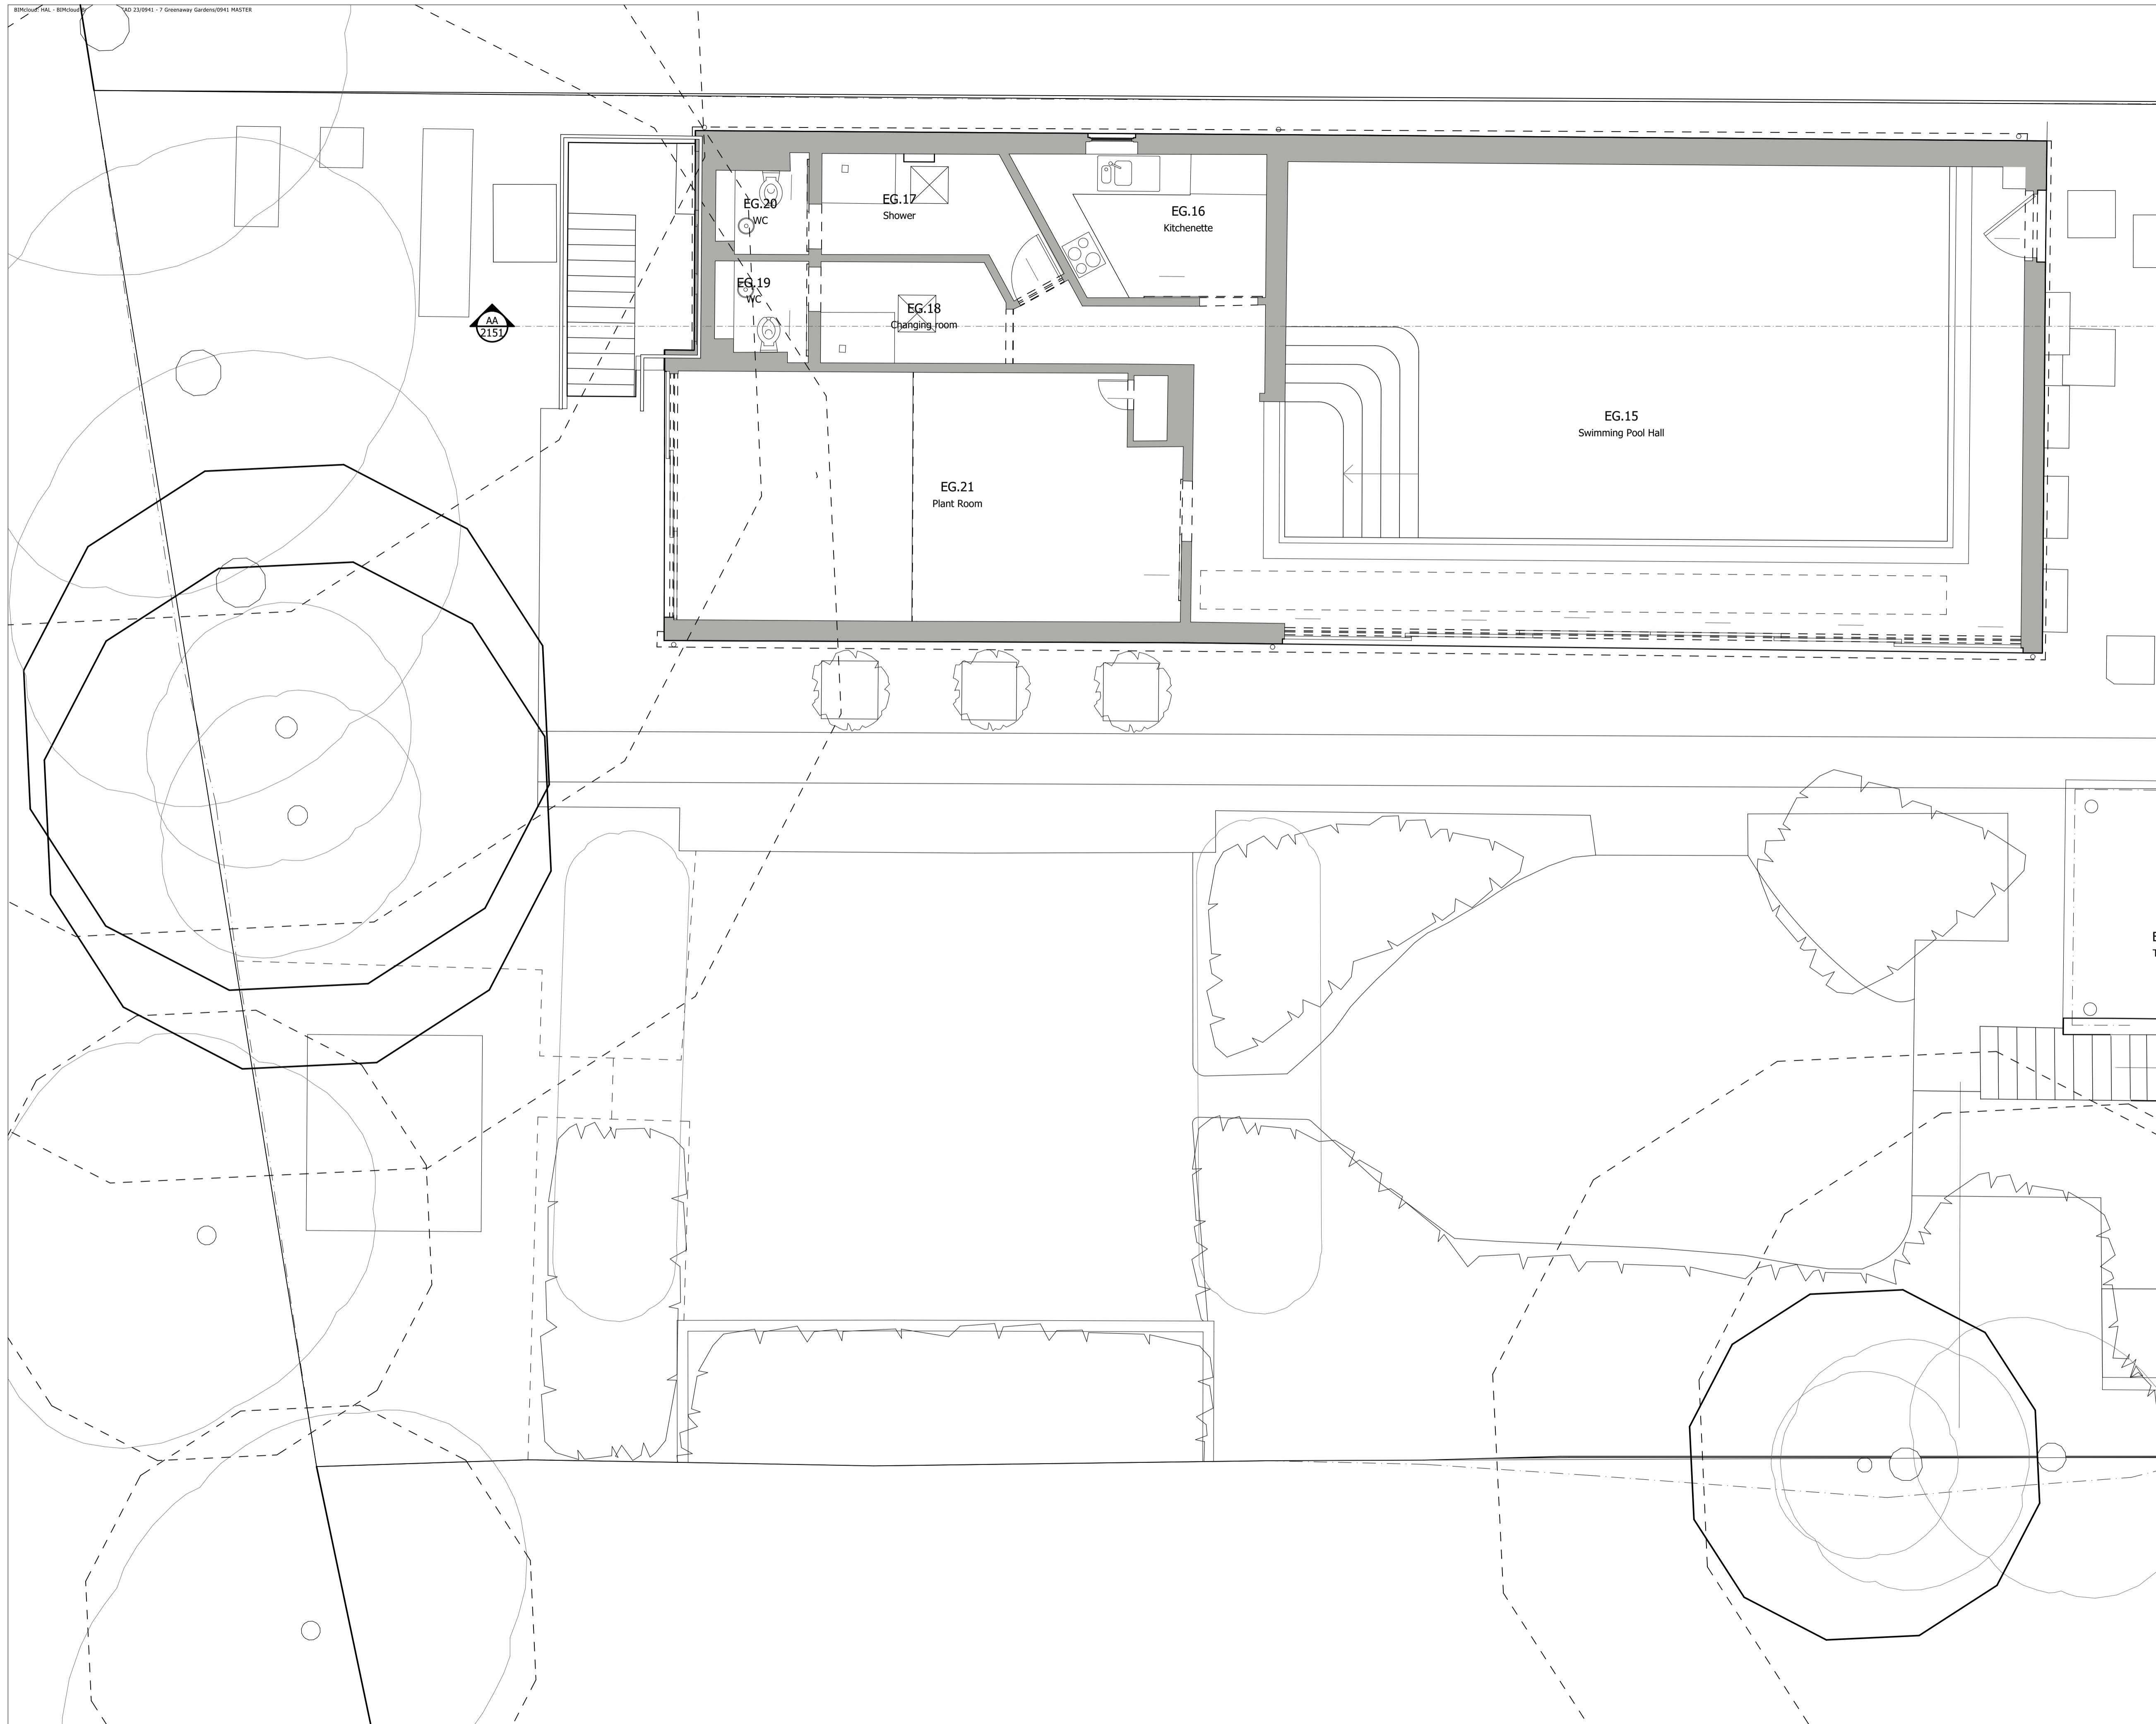 BIMcloud: HAL - BIMcloud B AD 23/0941 - 7 Greenaway Gardens/0941 MASTER
EG.20
WC
EG.17
Shower
EG.16
Kitchenette
EG.19
WC
EG.18
Changing room
AA
2151
EG.15
Swimming Pool Hall
EG.21
Plant Room